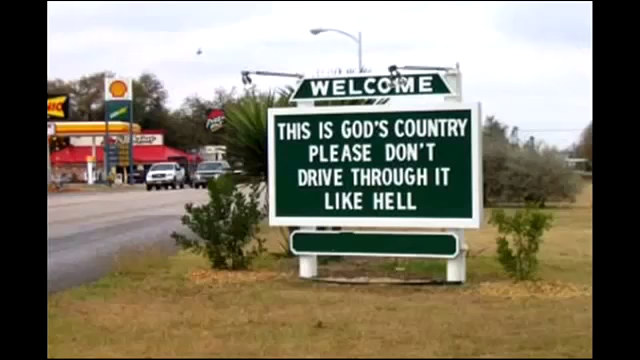 WELCOME
THIS IS GOD'S COUNTRY
PLEASE DON'T
DRIVE THROUGH IT
LIKE HELL